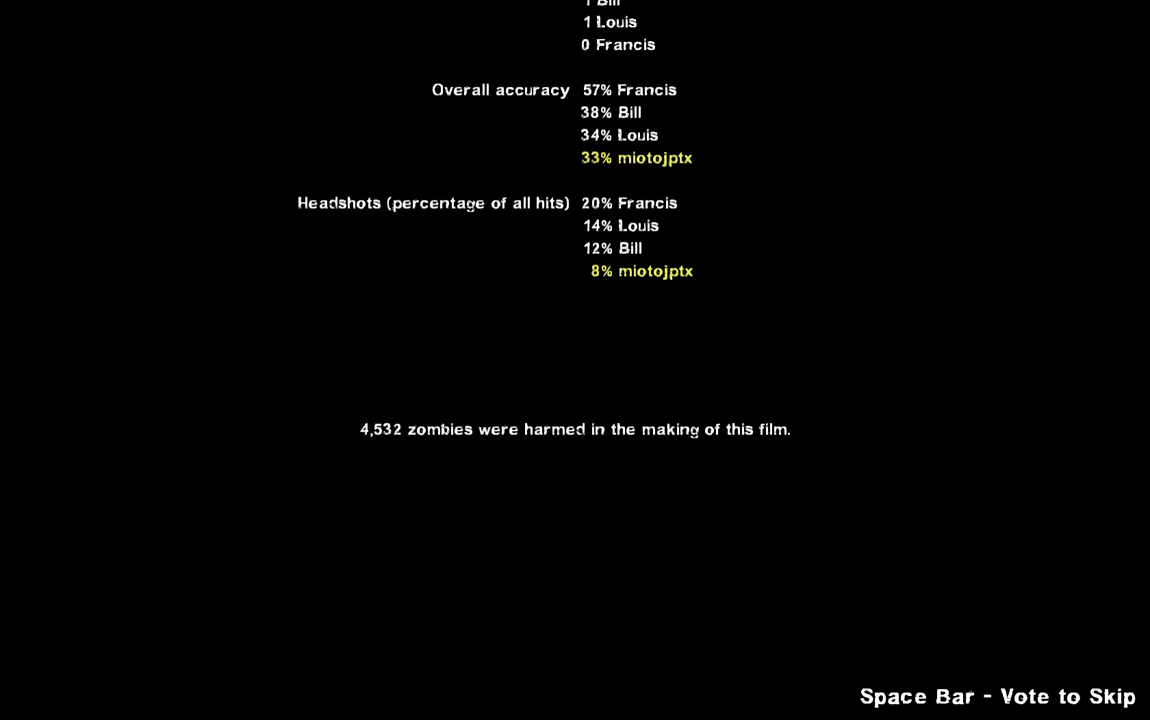 1 Bill
1 Louis
0 Francis
Overall accuracy 57% Francis
38% Bill
34% Louis
33% miotojptx
Headshots (percentage of all hits) 20% Francis
14% Louis
12% Bill
8% miotojptx
4,532 zombies were harmed in the making of this film.
Space Bar - Vote to Skip